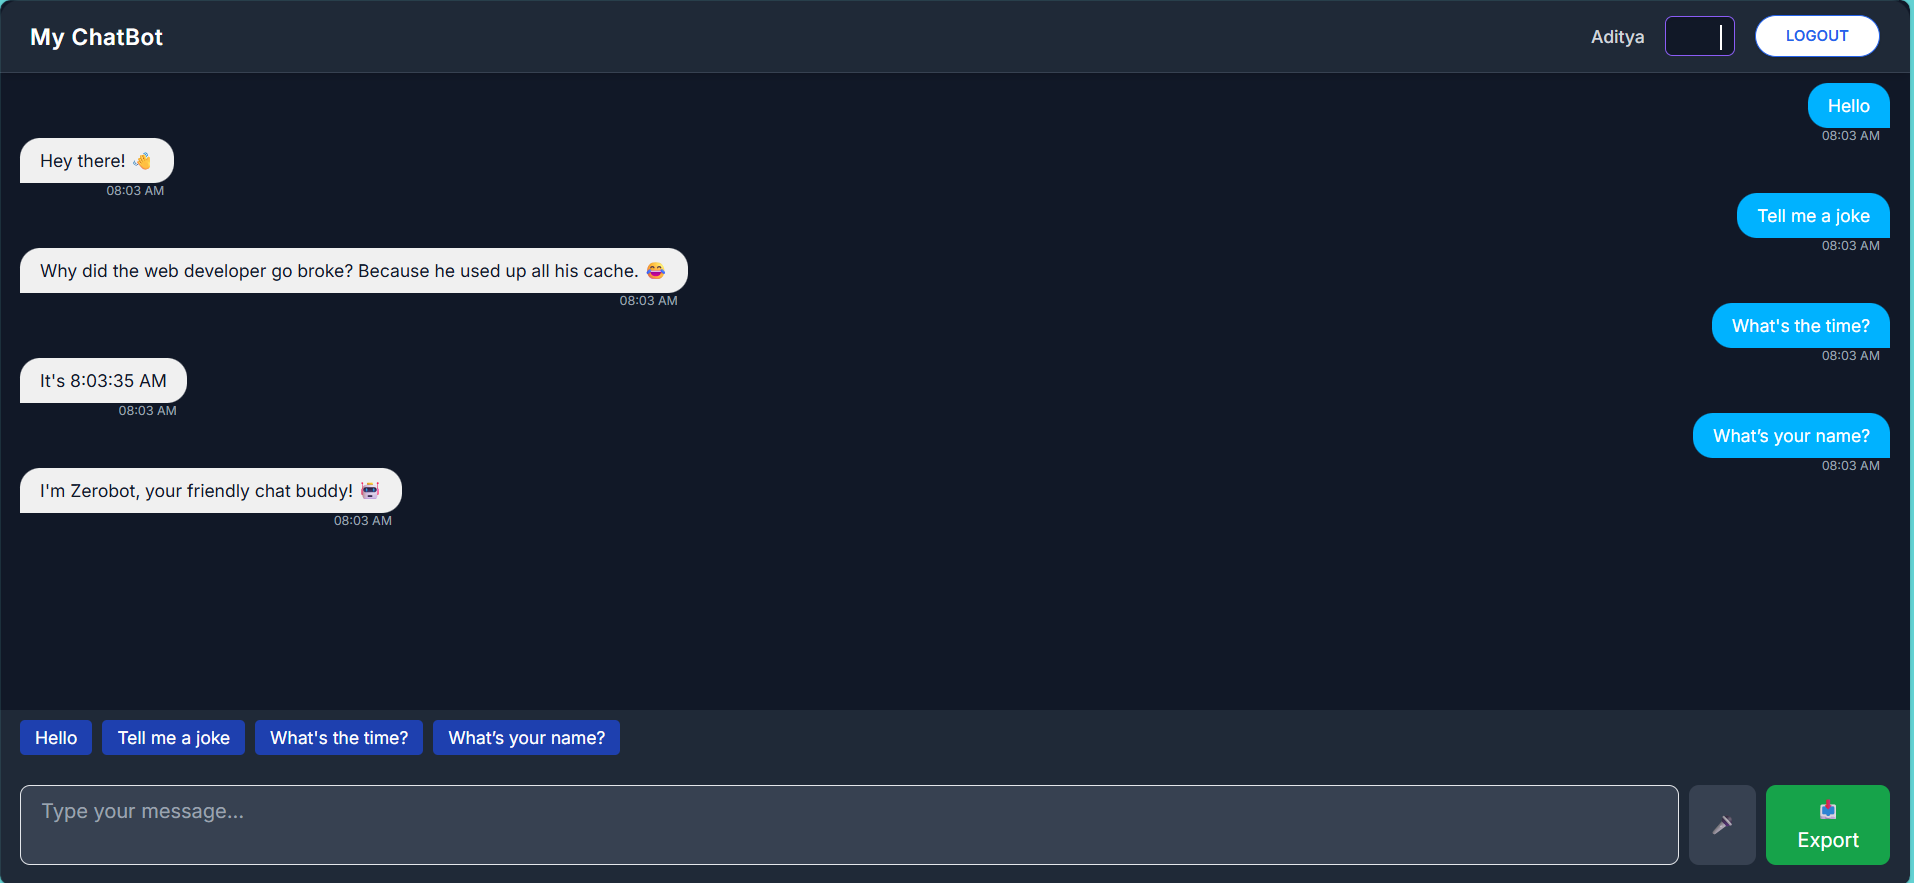 My ChatBot
Aditya
LOGOUT
Hello
08:03 AM
Hey there! 👋
08:03 AM
Tell me a joke
08:03 AM
Why did the web developer go broke? Because he used up all his cache. 😂
08:03 AM
What's the time?
08:03 AM
It's 8:03:35 AM
08:03 AM
What’s your name?
08:03 AM
I'm Zerobot, your friendly chat buddy! 🤖
08:03 AM
Hello
Tell me a joke
What's the time?
What’s your name?
Type your message...
Export